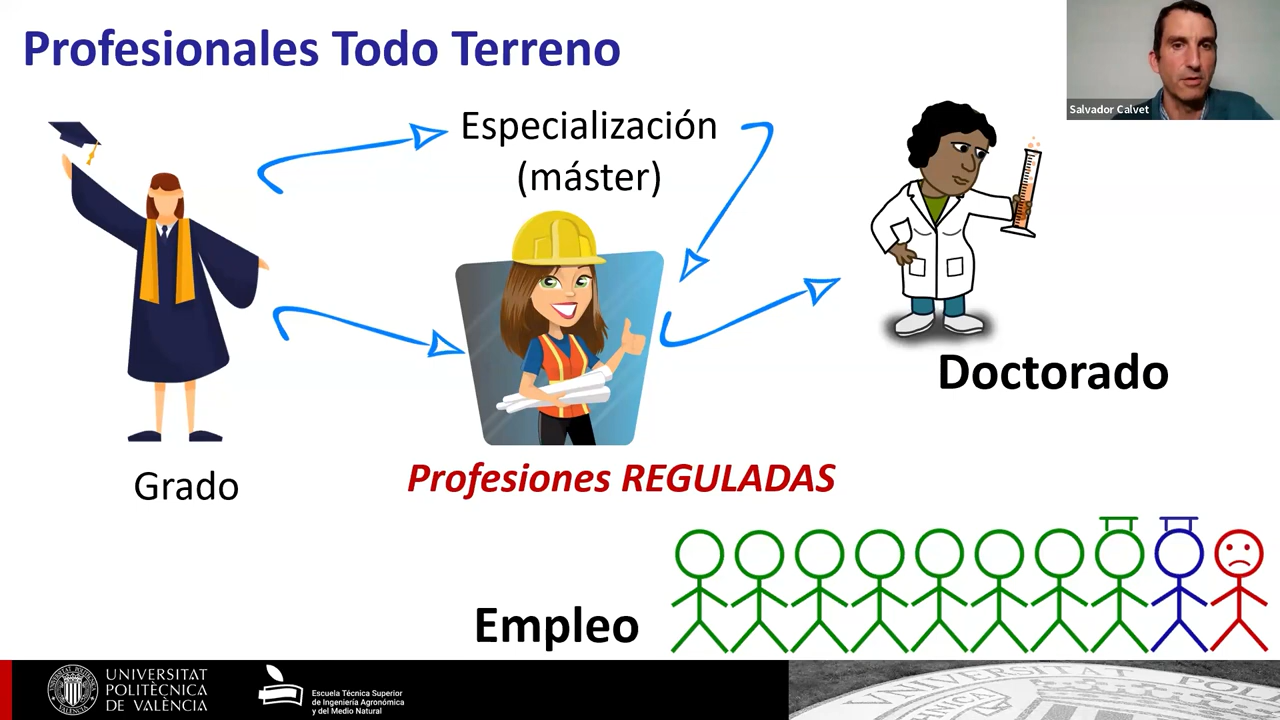 Profesionales Todo Terreno
Salvador Calvet
Especialización
(máster)
Doctorado
Grado
Profesiones REGULADAS
Empleo
UNIVERSITAT
POLITÈCNICA
DE VALÈNCIA
Escuela Técnica Superior
de Ingeniería Agronómica
y del Medio Natural